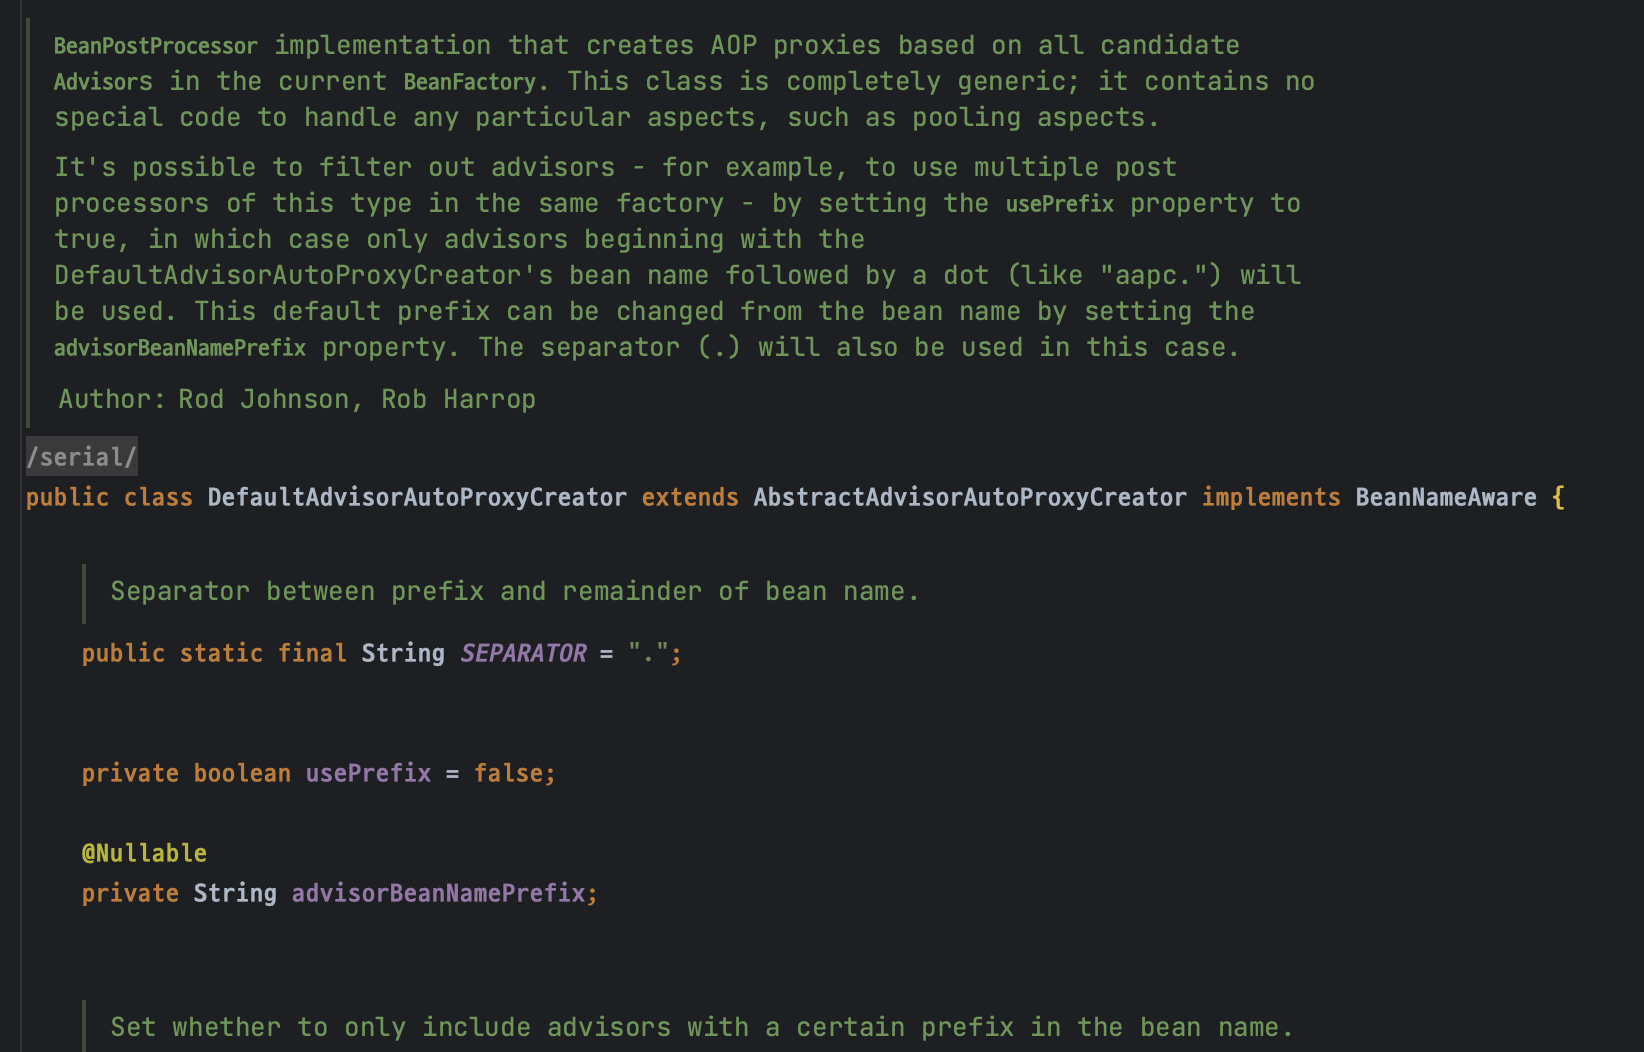 BeanPostProcessor implementation that creates AOP proxies based on all candidate
Advisors in the current BeanFactory. This class is completely generic; it contains no
special code to handle any particular aspects, such as pooling aspects.
It's possible to filter out advisors - for example, to use multiple post
processors of this type in the same factory - by setting the usePrefix property to
true, in which case only advisors beginning with the
DefaultAdvisorAutoProxyCreator's bean name followed by a dot (like "aapc.") will
be used. This default prefix can be changed from the bean name by setting the
advisorBeanNamePrefix property. The separator (.) will also be used in this case.
Author: Rod Johnson, Rob Harrop
/serial/
public class DefaultAdvisorAutoProxyCreator extends AbstractAdvisorAutoProxyCreator implements BeanNameAware {
Separator between prefix and remainder of bean name.
public static final String SEPARATOR = ".";
private boolean usePrefix = false;
@Nullable
private String advisorBeanNamePrefix;
Set whether to only include advisors with a certain prefix in the bean name.